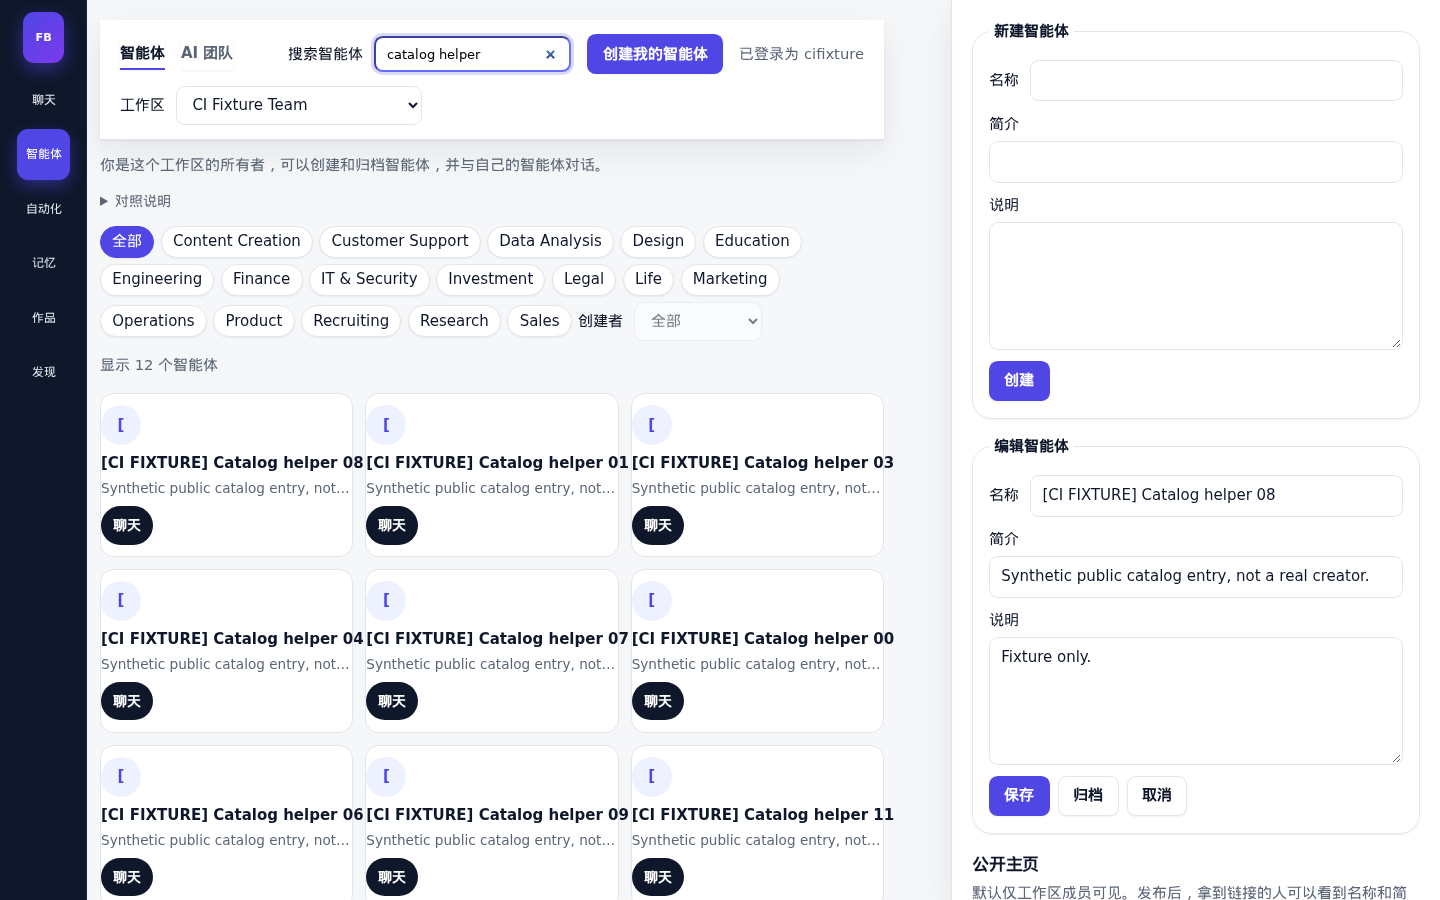 FB
聊天
智能体
自动化
记忆
作品
发现
智能体 AI 团队 搜索智能体 catalog helper × 创建我的智能体 已登录为 cifixture
工作区 CI Fixture Team
你是这个工作区的所有者，可以创建和归档智能体，并与自己的智能体对话。
▶ 对照说明
全部 Content Creation Customer Support Data Analysis Design Education
Engineering Finance IT & Security Investment Legal Life Marketing
Operations Product Recruiting Research Sales 创建者 全部
显示 12 个智能体
[ [ [
[CI FIXTURE] Catalog helper 08 [CI FIXTURE] Catalog helper 01 [CI FIXTURE] Catalog helper 03
Synthetic public catalog entry, not... Synthetic public catalog entry, not... Synthetic public catalog entry, not...
聊天 聊天 聊天
[ [ [
[CI FIXTURE] Catalog helper 04 [CI FIXTURE] Catalog helper 07 [CI FIXTURE] Catalog helper 00
Synthetic public catalog entry, not... Synthetic public catalog entry, not... Synthetic public catalog entry, not...
聊天 聊天 聊天
[ [ [
[CI FIXTURE] Catalog helper 06 [CI FIXTURE] Catalog helper 09 [CI FIXTURE] Catalog helper 11
Synthetic public catalog entry, not... Synthetic public catalog entry, not... Synthetic public catalog entry, not...
聊天 聊天 聊天
新建智能体
名称
简介
说明
创建
编辑智能体
名称 [CI FIXTURE] Catalog helper 08
简介
Synthetic public catalog entry, not a real creator.
说明
Fixture only.
保存 归档 取消
公开主页
默认仅工作区成员可见。发布后，拿到链接的人可以看到名称和简